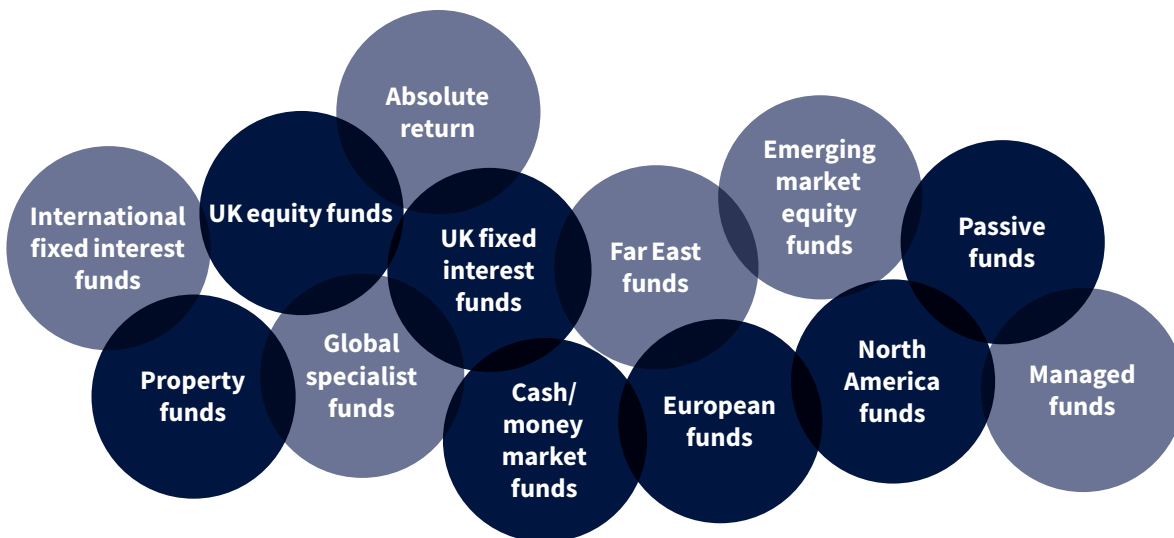 Absolute
return
Emerging
market
equity
funds
International
fixed interest
funds
UK equity funds
UK fixed
interest
funds
Far East
funds
Passive
funds
Property
funds
Global
specialist
funds
Cash/
money
market
funds
European
funds
North
America
funds
Managed
funds